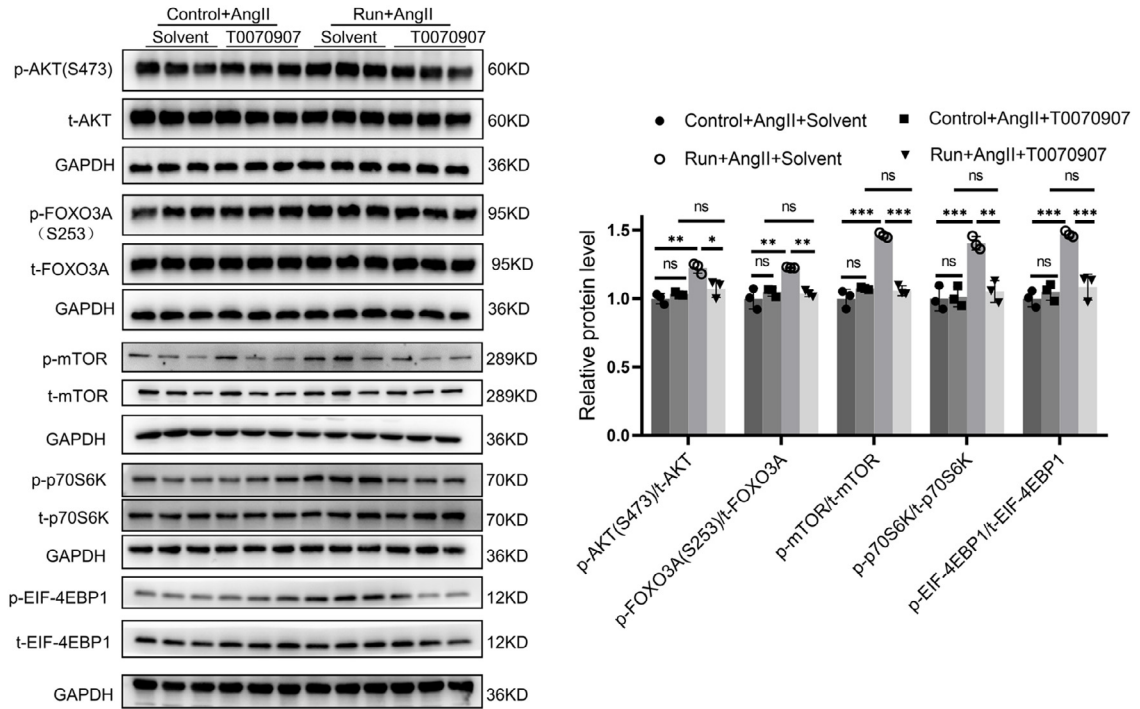 Control+AngII Run+AngII
Solvent T0070907 Solvent T0070907
p-AKT(S473) 60KD
t-AKT 60KD
GAPDH 36KD
p-FOXO3A 95KD
(S253)
t-FOXO3A 95KD
GAPDH 36KD
p-mTOR 289KD
t-mTOR 289KD
GAPDH 36KD
p-p70S6K 70KD
t-p70S6K 70KD
GAPDH 36KD
p-EIF-4EBP1 12KD
t-EIF-4EBP1 12KD
GAPDH 36KD
Control+AngII+Solvent Control+AngII+T0070907
Run+AngII+Solvent Run+AngII+T0070907
ns ns ns
ns ns
*** *** *** ** *** ***
** * ** **
ns ns ns ns ns
Relative protein level
1.5
1.0
0.5
0.0
p-AKT(S473)/t-AKT
p-FOXO3A(S253)/t-FOXO3A
p-mTOR/t-mTOR
p-p70S6K/t-p70S6K
p-EIF-4EBP1/t-EIF-4EBP1